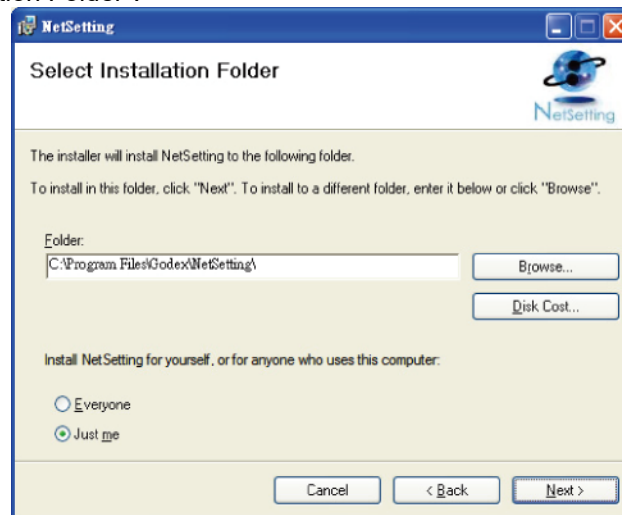 NetSetting
Select Installation Folder
NetSetting
The installer will install NetSetting to the following folder.
To install in this folder, click "Next". To install to a different folder, enter it below or click "Browse".
Folder:
C:\Program Files\Godex\NetSetting\
Browse...
Disk Cost...
Install NetSetting for yourself, or for anyone who uses this computer:
Everyone
Just me
Cancel
< Back
Next >